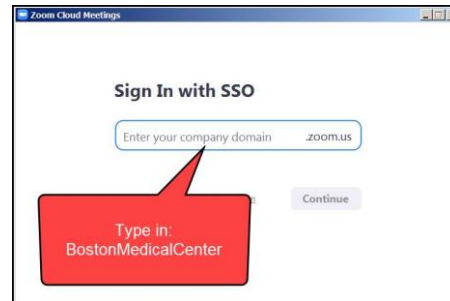 Zoom Cloud Meetings
Sign In with SSO
Enter your company domain .zoom.us
Continue
Type in:
BostonMedicalCenter